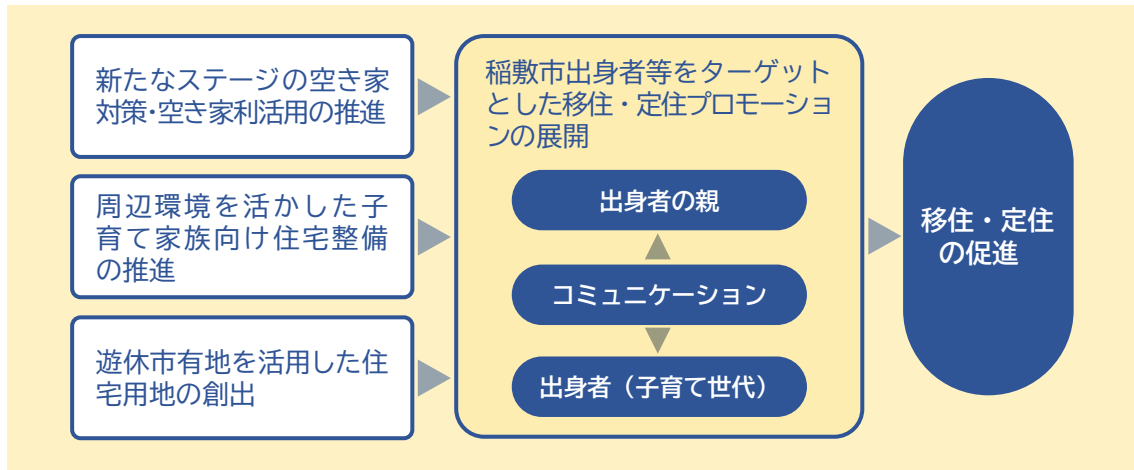 新たなステージの空き家
対策・空き家利活用の推進
周辺環境を活かした子
育て家族向け住宅整備
の推進
遊休市有地を活用した住
宅用地の創出
稲敷市出身者等をターゲット
とした移住・定住プロモーショ
ンの展開
出身者の親
コミュニケーション
出身者（子育て世代）
移住・定住
の促進